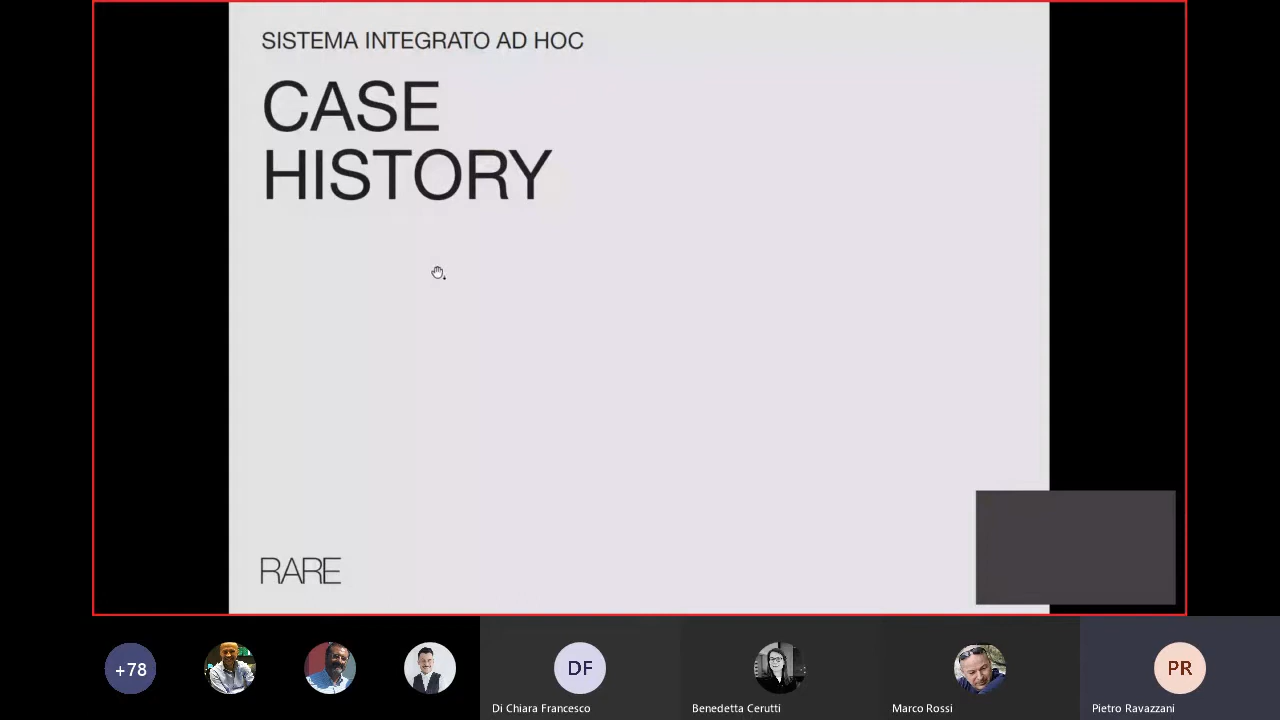 SISTEMA INTEGRATO AD HOC
CASE
HISTORY
RARE
+78
DF
PR
Di Chiara Francesco
Benedetta Cerutti
Marco Rossi
Pietro Ravazzani